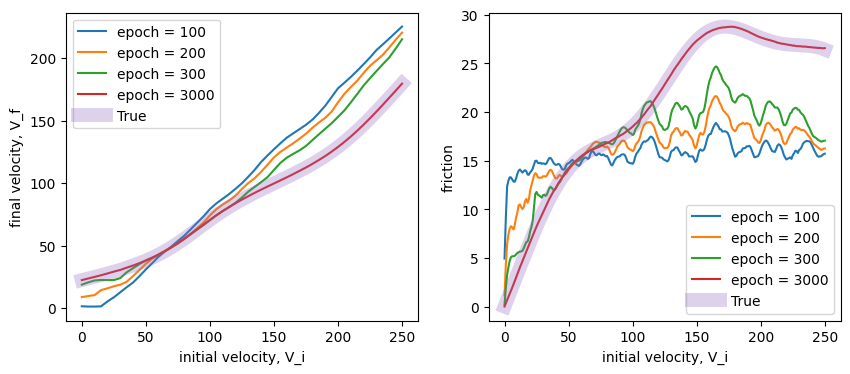 epoch = 100
epoch = 200
epoch = 300
epoch = 3000
True
200
150
100
50
0
final velocity, V_f
0 50 100 150 200 250
initial velocity, V_i
30
25
20
15
10
5
0
friction
epoch = 100
epoch = 200
epoch = 300
epoch = 3000
True
0 50 100 150 200 250
initial velocity, V_i